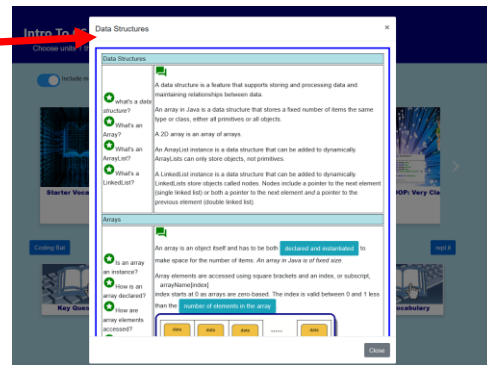 Intro To
Data Structures
×
Choose units
Include
Data Structures
what's a data
structure?
What's an
Array?
What's an
ArrayList?
What's a
LinkedList?
A data structure is a feature that supports storing and processing data and
maintaining relationships between data.
An array in Java is a data structure that stores a fixed number of items the same
type or class, either all primitives or all objects.
A 2D array is an array of arrays.
An ArrayList instance is a data structure that can be added to dynamically.
ArrayLists can only store objects, not primitives.
A LinkedList instance is a data structure that can be added to dynamically.
LinkedLists store objects called nodes. Nodes include a pointer to the next element
(single linked list) or both a pointer to the next element and a pointer to the
previous element (double linked list).
Starter Voca
OOP: Very Cla
Arrays
Is an array
an instance?
How is an
array declared?
How are
array elements
accessed?
An array is an object itself and has to be both declared and instantiated to
make space for the number of items. An array in Java is of fixed size.
Array elements are accessed using square brackets and an index, or subscript,
arrayName[index]
index starts at 0 as arrays are zero-based. The index is valid between 0 and 1 less
than the number of elements in the array
data data data ..... data
Coding Bat
repl.it
Key Ques
ocabulary
Close